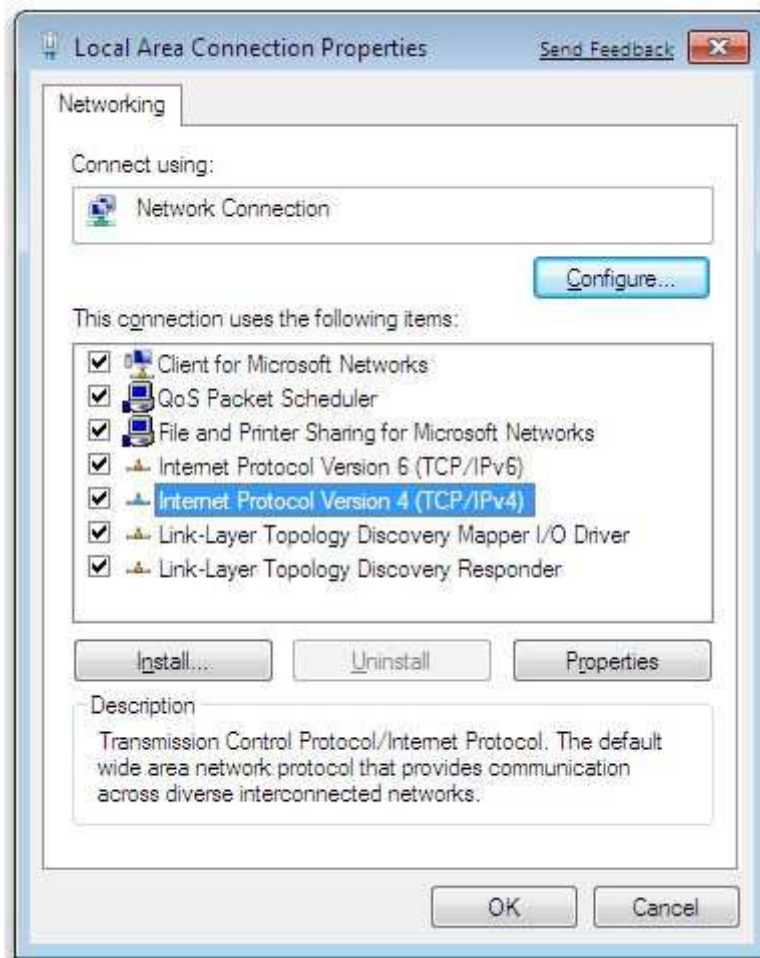 Local Area Connection Properties Send Feedback
Networking
Connect using:
Network Connection
Configure...
This connection uses the following items:
Client for Microsoft Networks
QoS Packet Scheduler
File and Printer Sharing for Microsoft Networks
Internet Protocol Version 6 (TCP/IPv6)
Internet Protocol Version 4 (TCP/IPv4)
Link-Layer Topology Discovery Mapper I/O Driver
Link-Layer Topology Discovery Responder
Install... Uninstall Properties
Description
Transmission Control Protocol/Internet Protocol. The default
wide area network protocol that provides communication
across diverse interconnected networks.
OK Cancel